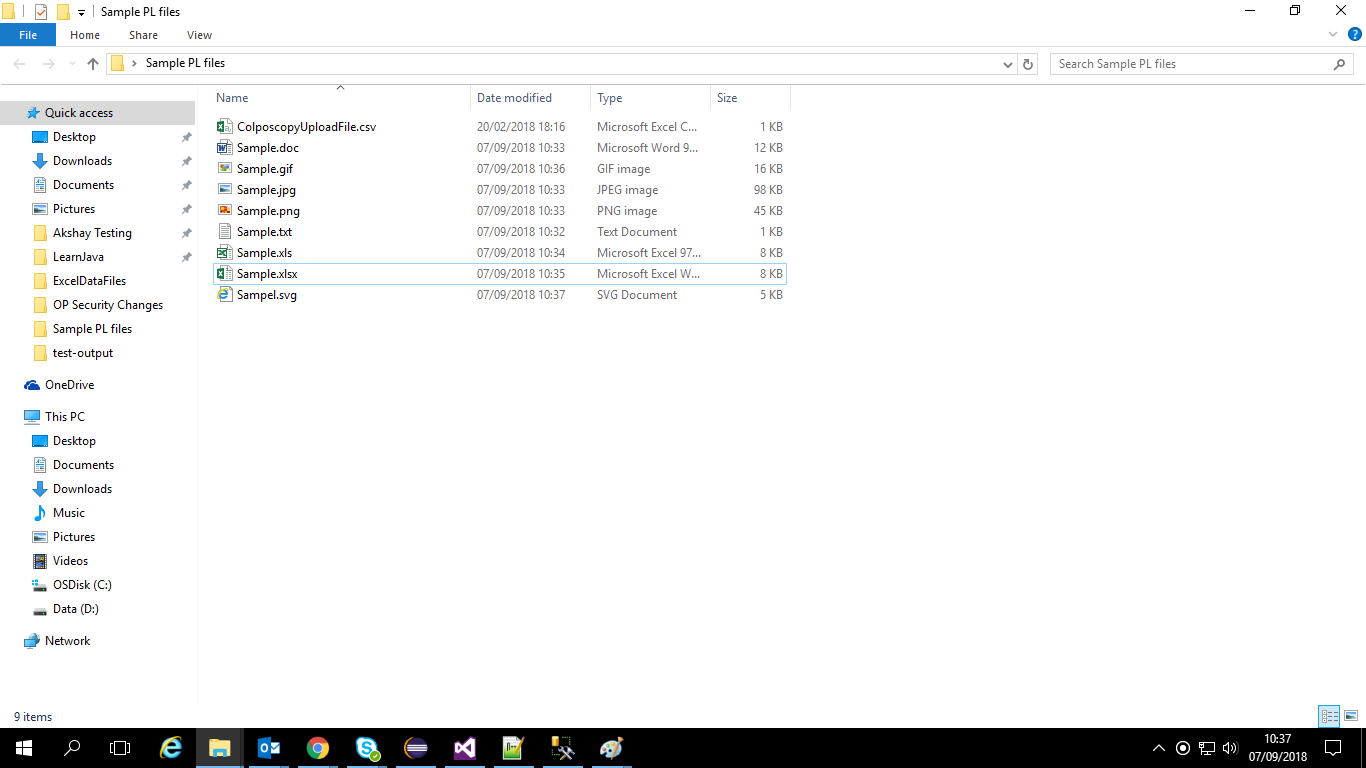 Sample PL files
File Home Share View
Sample PL files
Search Sample PL files
Name Date modified Type Size
Quick access
Desktop
Downloads
Documents
Pictures
Akshay Testing
LearnJava
ExcelDataFiles
OP Security Changes
Sample PL files
test-output
OneDrive
This PC
Desktop
Documents
Downloads
Music
Pictures
Videos
OSDisk (C:)
Data (D:)
Network
ColposcopyUploadFile.csv 20/02/2018 18:16 Microsoft Excel C... 1 KB
Sample.doc 07/09/2018 10:33 Microsoft Word 9... 12 KB
Sample.gif 07/09/2018 10:36 GIF image 16 KB
Sample.jpg 07/09/2018 10:33 JPEG image 98 KB
Sample.png 07/09/2018 10:33 PNG image 45 KB
Sample.txt 07/09/2018 10:32 Text Document 1 KB
Sample.xls 07/09/2018 10:34 Microsoft Excel 97... 8 KB
Sample.xlsx 07/09/2018 10:35 Microsoft Excel W... 8 KB
Sampel.svg 07/09/2018 10:37 SVG Document 5 KB
9 items
10:37
07/09/2018